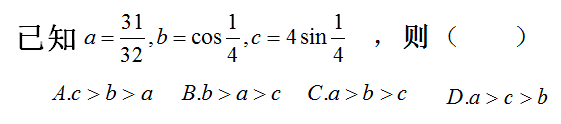 已知 a = 31/32, b = cos 1/4, c = 4 sin 1/4 ，则（  ）
A.c > b > a  B.b > a > c  C.a > b > c  D.a > c > b